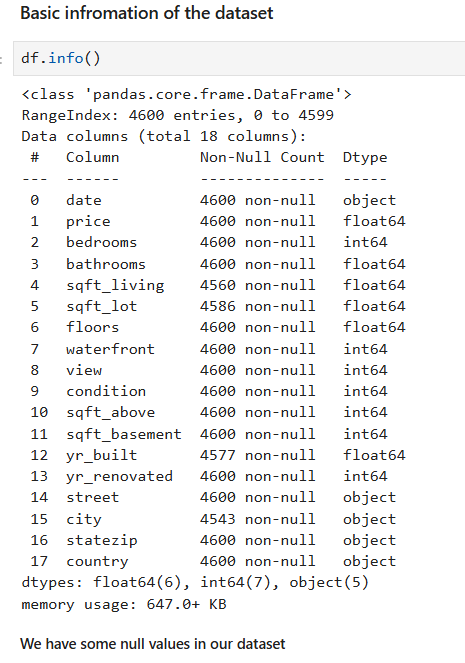 Basic infromation of the dataset
df.info()
<class 'pandas.core.frame.DataFrame'>
RangeIndex: 4600 entries, 0 to 4599
Data columns (total 18 columns):
 #   Column         Non-Null Count  Dtype
---  ------         --------------  -----
 0   date           4600 non-null   object
 1   price          4600 non-null   float64
 2   bedrooms       4600 non-null   int64
 3   bathrooms      4600 non-null   float64
 4   sqft_living    4560 non-null   float64
 5   sqft_lot       4586 non-null   float64
 6   floors         4600 non-null   float64
 7   waterfront     4600 non-null   int64
 8   view           4600 non-null   int64
 9   condition      4600 non-null   int64
 10  sqft_above     4600 non-null   int64
 11  sqft_basement  4600 non-null   int64
 12  yr_built       4577 non-null   float64
 13  yr_renovated   4600 non-null   int64
 14  street         4600 non-null   object
 15  city           4543 non-null   object
 16  statezip       4600 non-null   object
 17  country        4600 non-null   object
dtypes: float64(6), int64(7), object(5)
memory usage: 647.0+ KB
We have some null values in our dataset